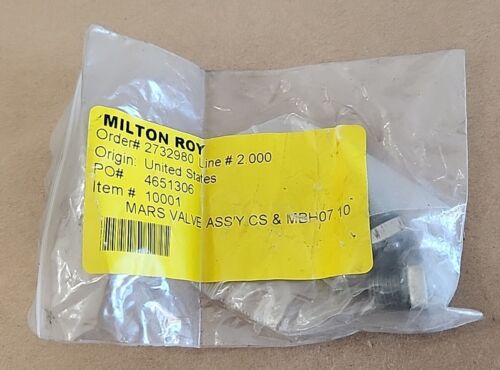 MILTON ROY
Order# 2732980 Line # 2.000
Origin: United States
PO# 4651306
Item # 10001
MARS VALVE ASS'Y CS & MBH07 10